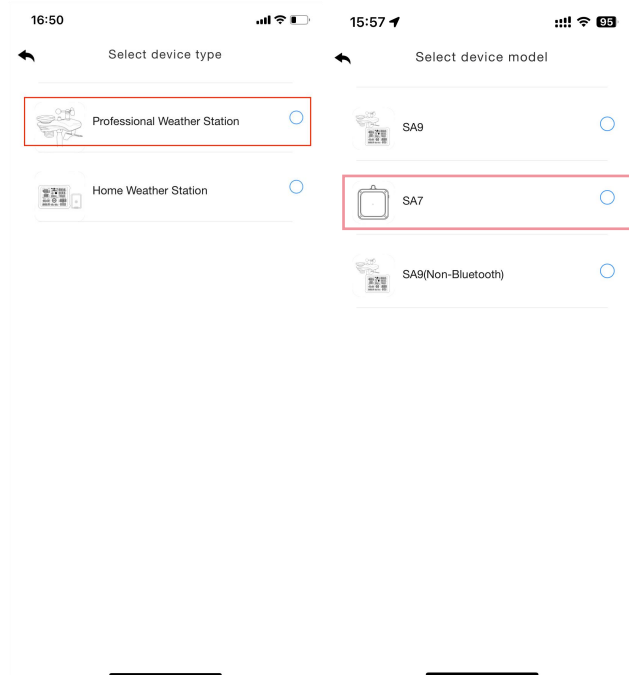 16:50
Select device type
Professional Weather Station
Home Weather Station
15:57
95
Select device model
SA9
SA7
SA9(Non-Bluetooth)